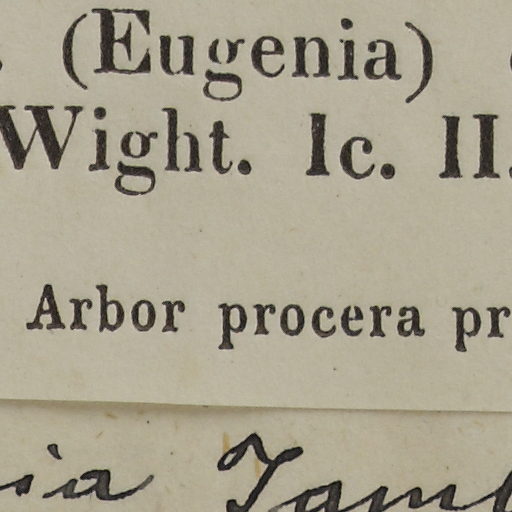 . (Eugenia)
Wight. Ic. II.
Arbor procera pr
ia Jamb